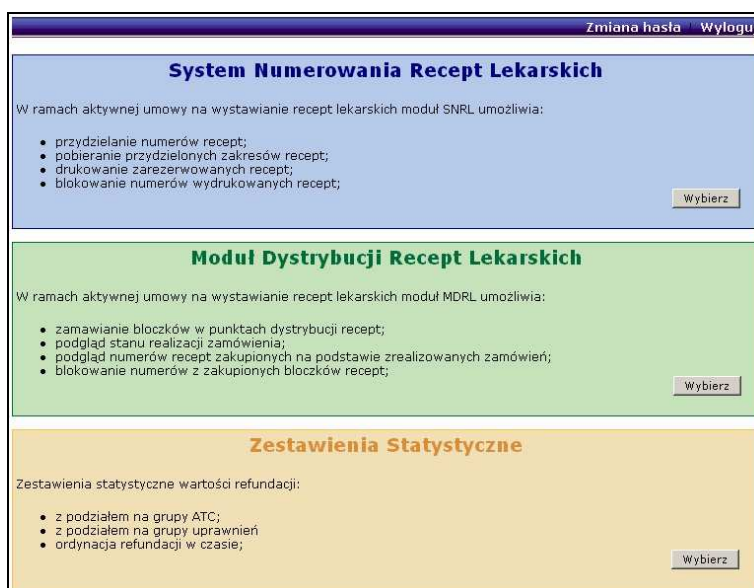 Zmiana hasła Wylogu
System Numerowania Recept Lekarskich
W ramach aktywnej umowy na wystawianie recept lekarskich moduł SNRL umożliwia:
• przydzielanie numerów recept;
• pobieranie przydzielonych zakresów recept;
• drukowanie zarezerwowanych recept;
• blokowanie numerów wydrukowanych recept;
Wybierz
Moduł Dystrybucji Recept Lekarskich
W ramach aktywnej umowy na wystawianie recept lekarskich moduł MDRL umożliwia:
• zamawianie bloczków w punktach dystrybucji recept;
• podgląd stanu realizacji zamówienia;
• podgląd numerów recept zakupionych na podstawie zrealizowanych zamówień;
• blokowanie numerów z zakupionych bloczków recept;
Wybierz
Zestawienia Statystyczne
Zestawienia statystyczne wartości refundacji:
• z podziałem na grupy ATC;
• z podziałem na grupy uprawnień
• ordynacja refundacji w czasie;
Wybierz